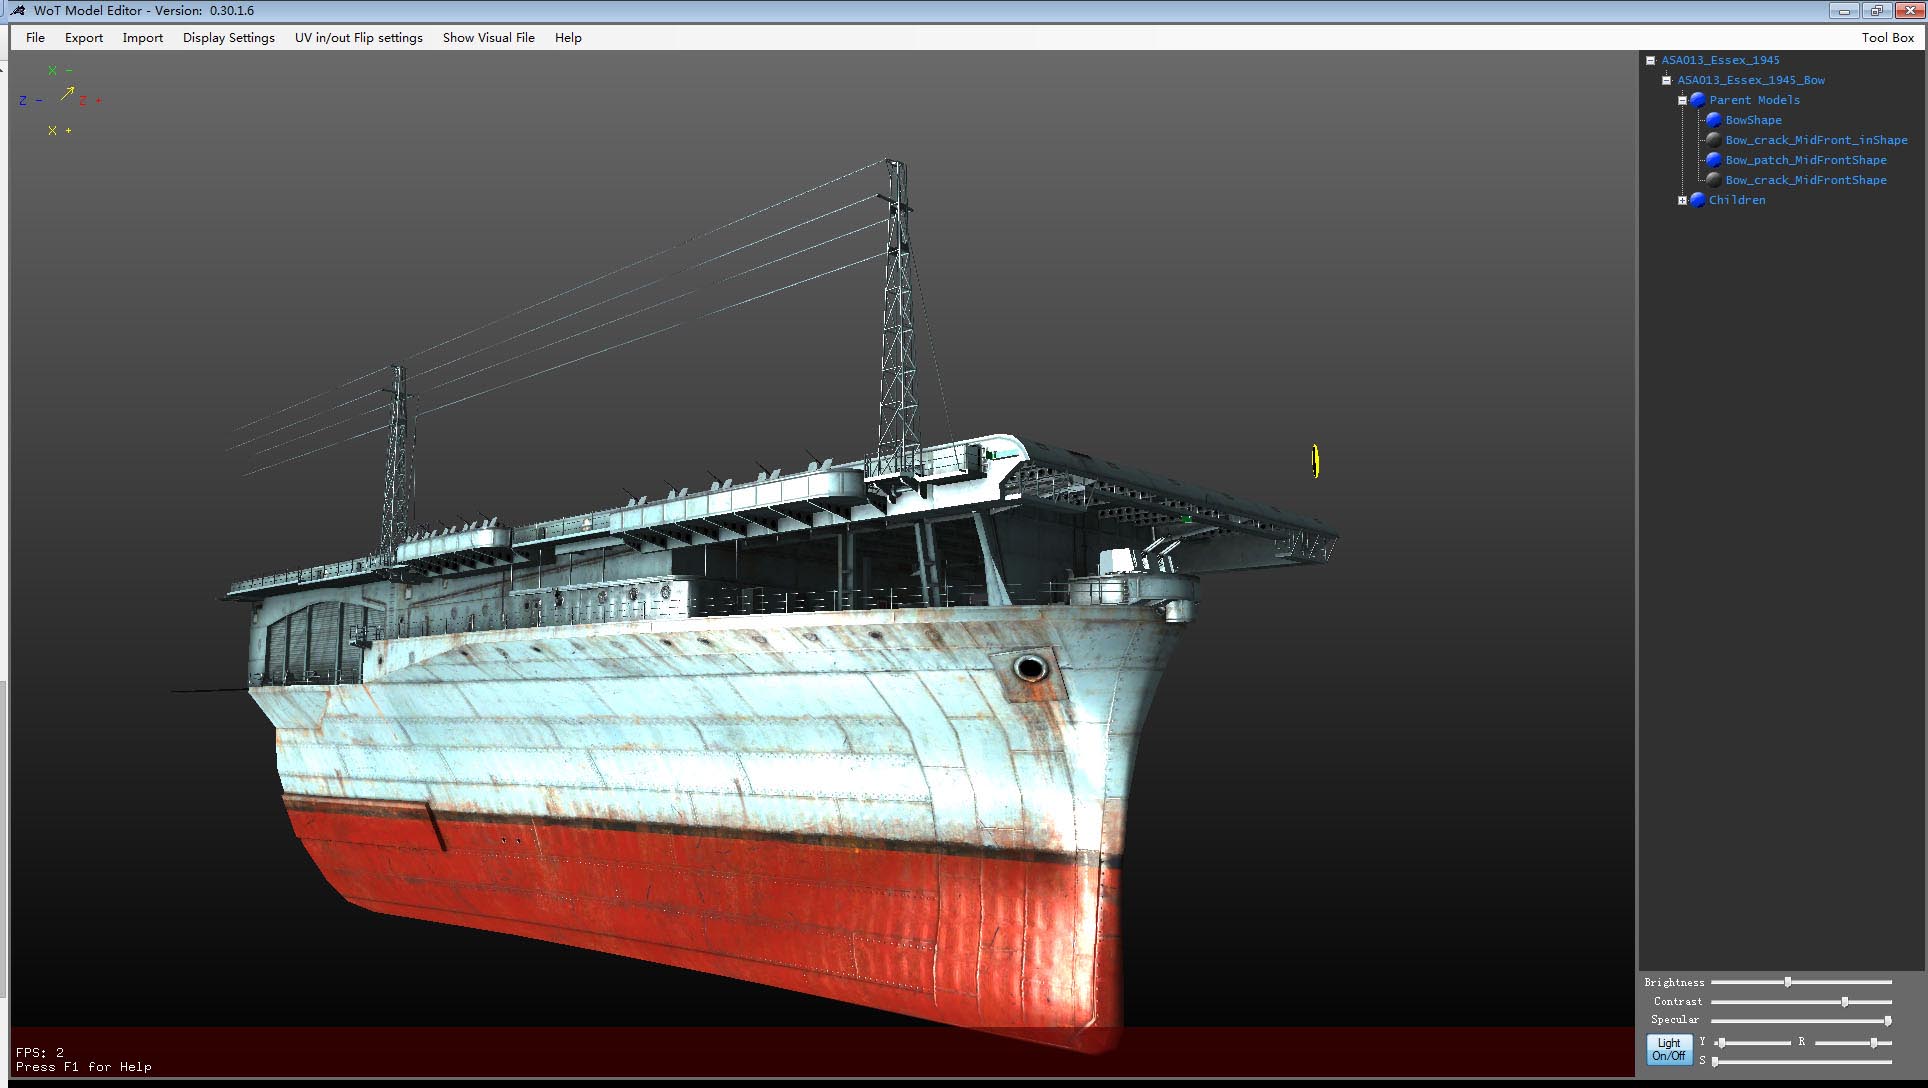 WoT Model Editor - Version: 0.30.1.6
File Export Import Display Settings UV in/out Flip settings Show Visual File Help Tool Box
X -
Z - Z +
X +
ASA013_Essex_1945
ASA013_Essex_1945_Bow
Parent Models
BowShape
Bow_crack_MidFront_inShape
Bow_patch_MidFrontShape
Bow_crack_MidFrontShape
Children
Brightness
Contrast
Specular
Light On/Off Y R
S
FPS: 2
Press F1 for Help